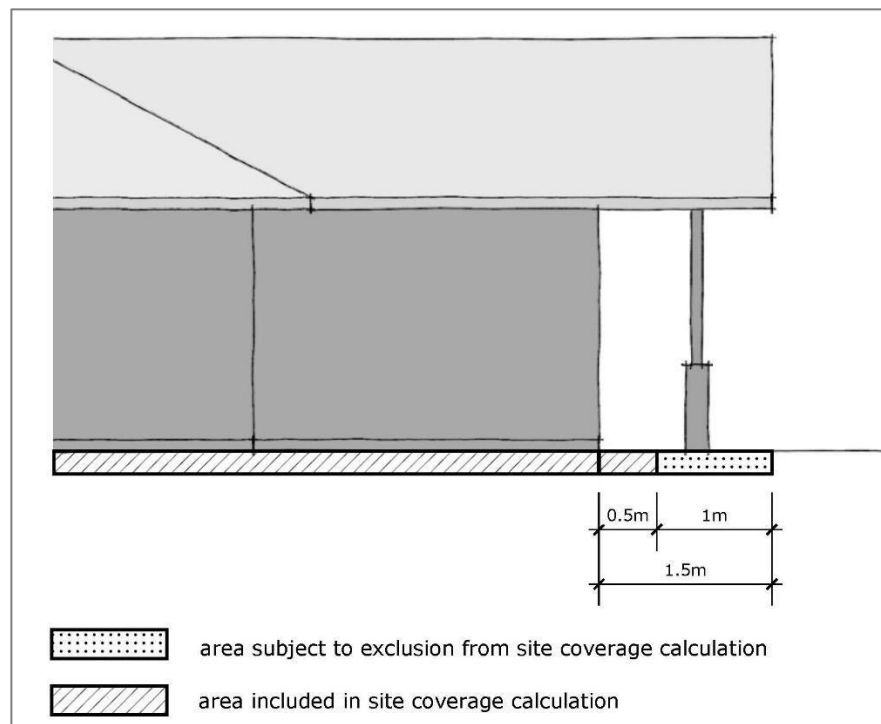 0.5m 1m
1.5m
area subject to exclusion from site coverage calculation
area included in site coverage calculation